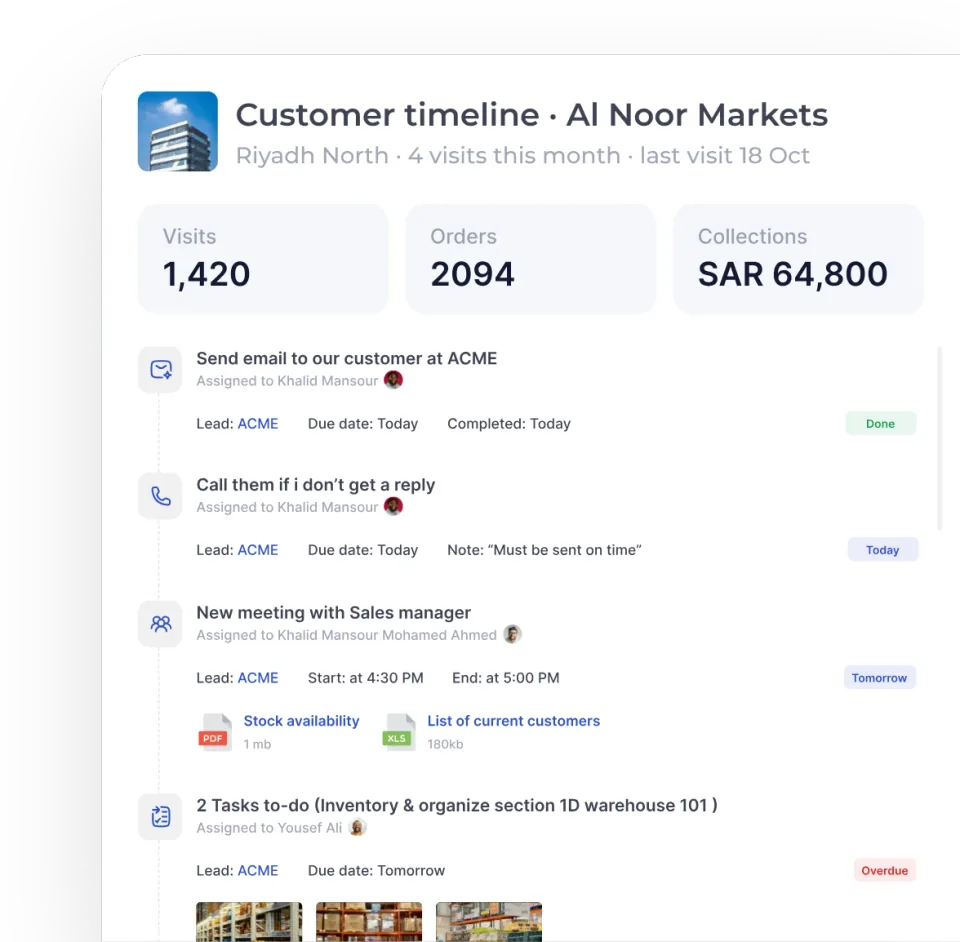 Customer timeline · Al Noor Markets
Riyadh North · 4 visits this month · last visit 18 Oct
Visits
1,420
Orders
2094
Collections
SAR 64,800
Send email to our customer at ACME
Assigned to Khalid Mansour
Lead: ACME Due date: Today Completed: Today Done
Call them if i don’t get a reply
Assigned to Khalid Mansour
Lead: ACME Due date: Today Note: “Must be sent on time” Today
New meeting with Sales manager
Assigned to Khalid Mansour Mohamed Ahmed
Lead: ACME Start: at 4:30 PM End: at 5:00 PM Tomorrow
PDF
Stock availability
1 mb
XLS
List of current customers
180kb
2 Tasks to-do (Inventory & organize section 1D warehouse 101 )
Assigned to Yousef Ali
Lead: ACME Due date: Tomorrow Overdue